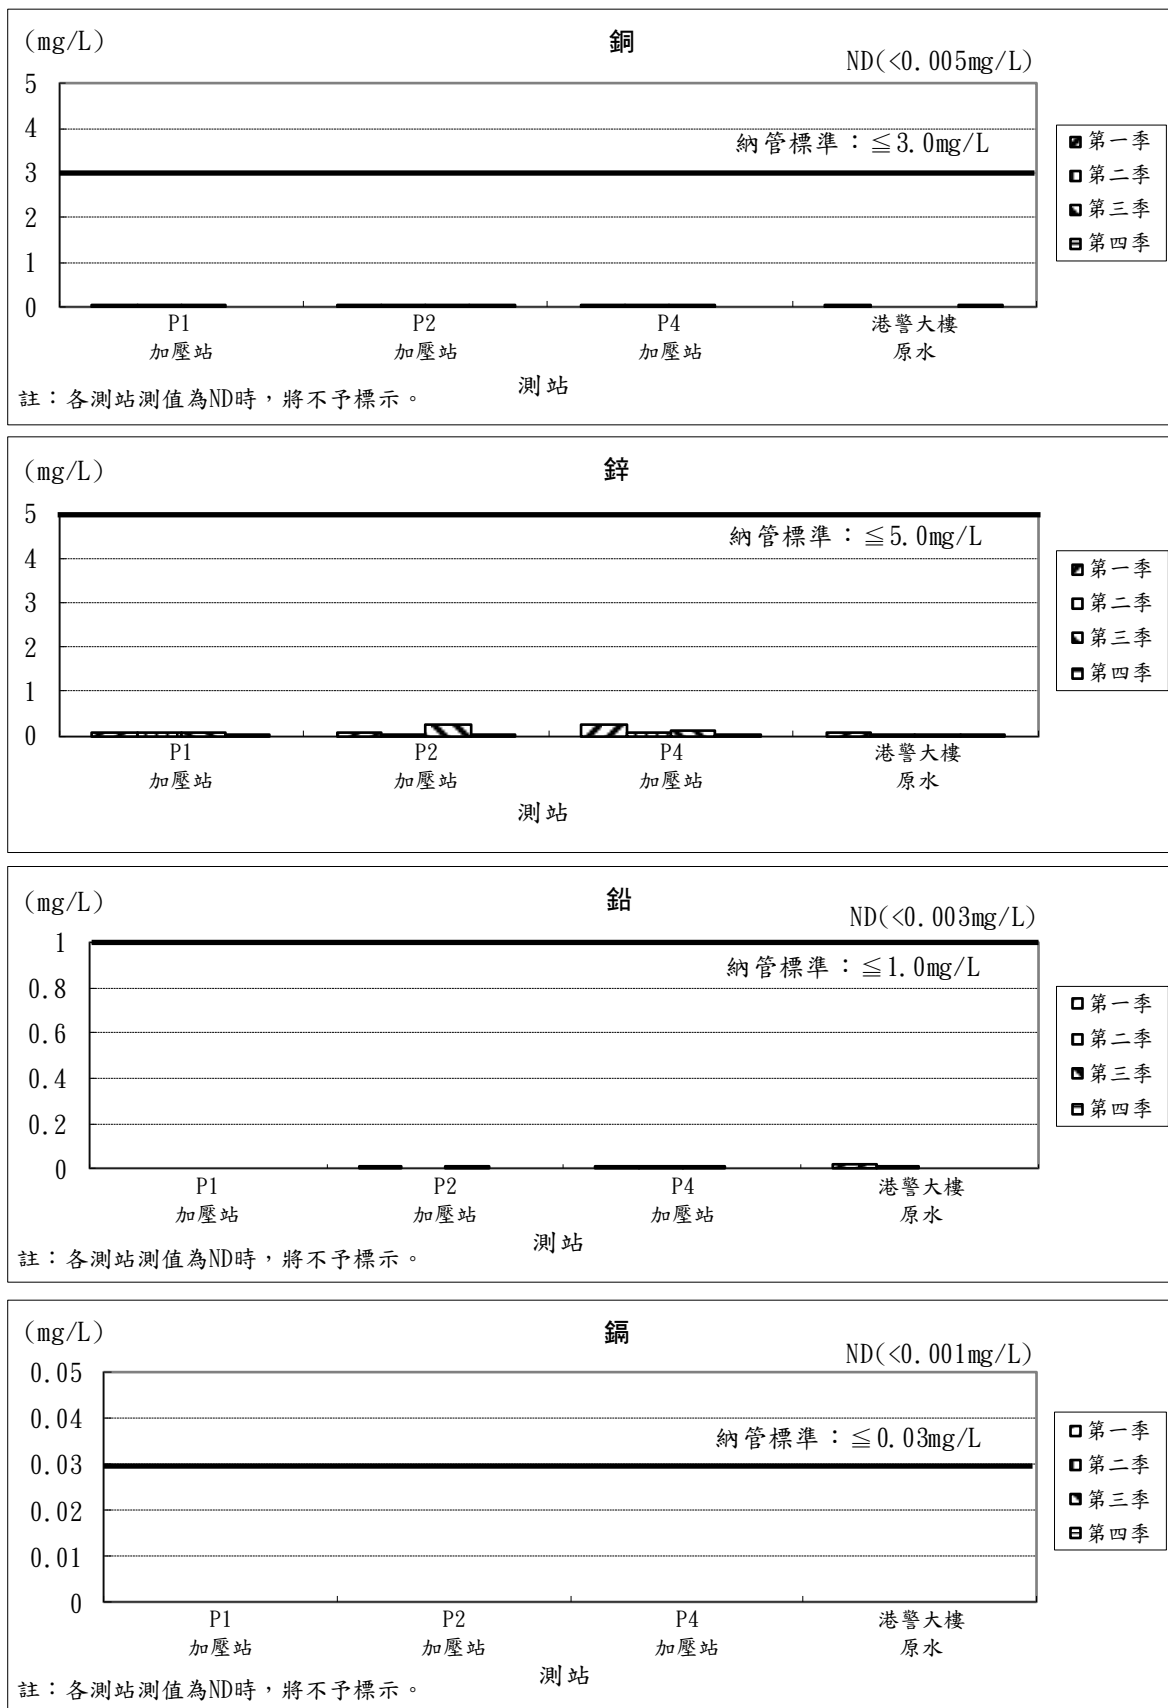 (mg/L)
銅
ND(<0.005mg/L)
5
4
納管標準：≦3.0mg/L
3
2
1
0
第一季
第二季
第三季
第四季
P1 P2 P4 港警大樓
加壓站 加壓站 加壓站 原水
測站
註：各測站測值為ND時，將不予標示。
(mg/L)
鋅
5
納管標準：≦5.0mg/L
4
3
2
1
0
第一季
第二季
第三季
第四季
P1 P2 P4 港警大樓
加壓站 加壓站 加壓站 原水
測站
(mg/L)
鉛
ND(<0.003mg/L)
1
納管標準：≦1.0mg/L
0.8
0.6
0.4
0.2
0
第一季
第二季
第三季
第四季
P1 P2 P4 港警大樓
加壓站 加壓站 加壓站 原水
測站
註：各測站測值為ND時，將不予標示。
(mg/L)
鎘
ND(<0.001mg/L)
0.05
0.04
納管標準：≦0.03mg/L
0.03
0.02
0.01
0
第一季
第二季
第三季
第四季
P1 P2 P4 港警大樓
加壓站 加壓站 加壓站 原水
測站
註：各測站測值為ND時，將不予標示。